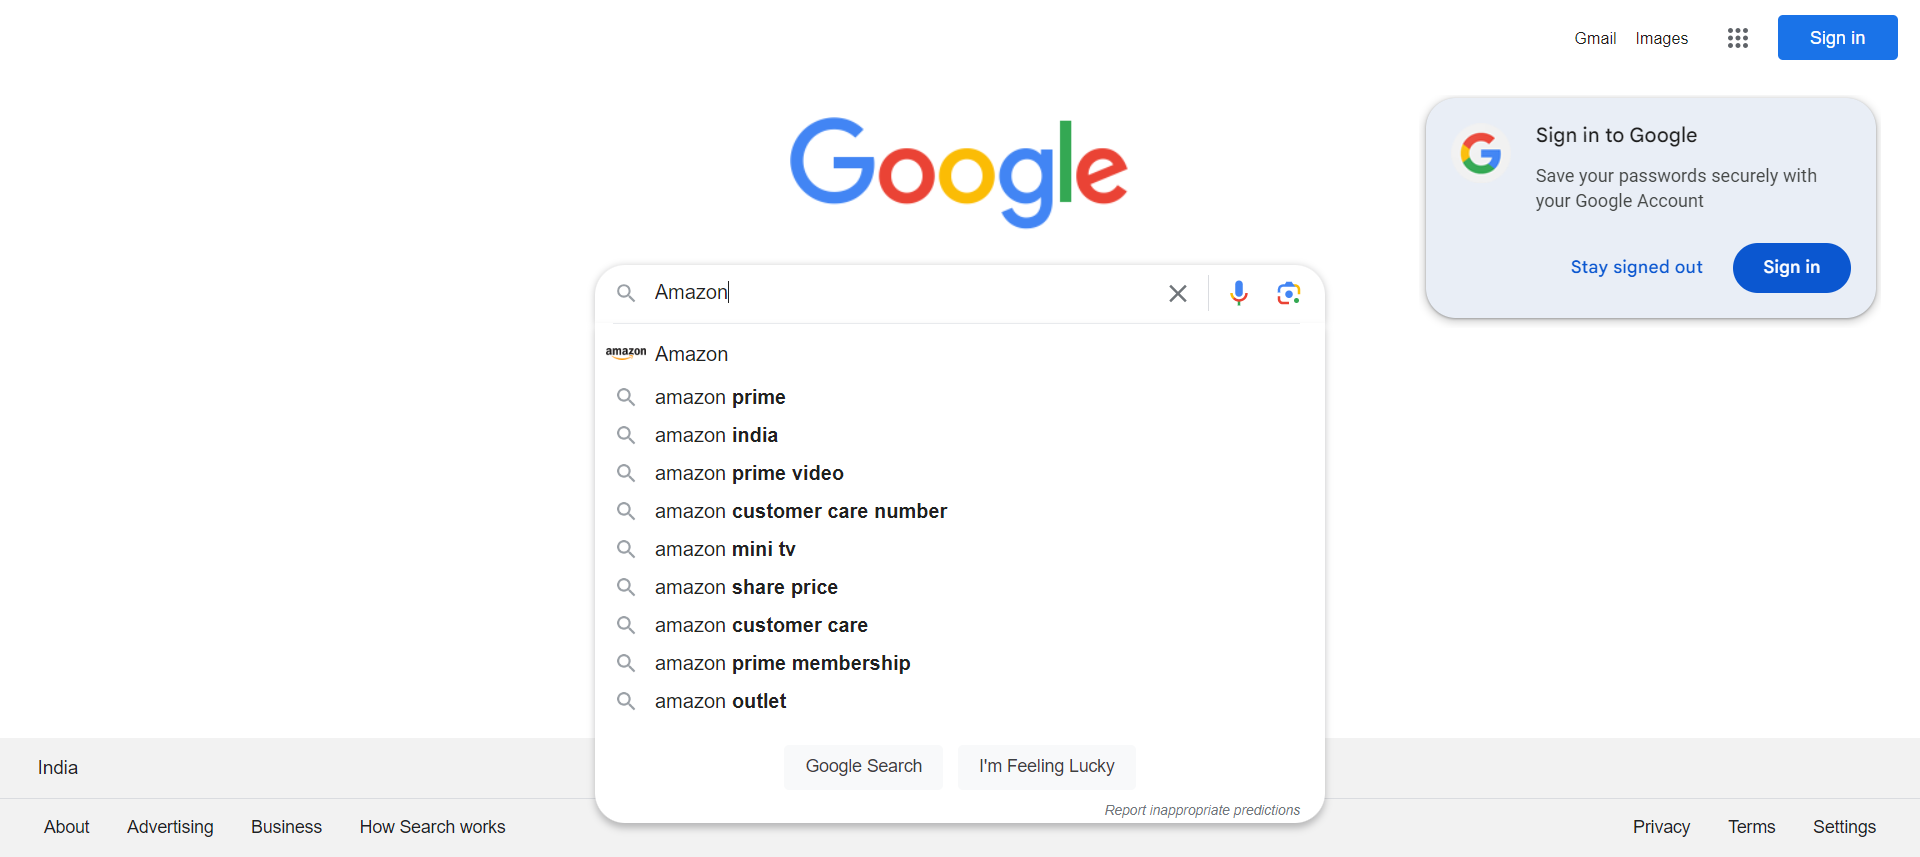 Gmail Images Sign in
Google
Sign in to Google
Save your passwords securely with
your Google Account
Stay signed out Sign in
Amazon
amazon Amazon
amazon prime
amazon india
amazon prime video
amazon customer care number
amazon mini tv
amazon share price
amazon customer care
amazon prime membership
amazon outlet
Google Search I'm Feeling Lucky
Report inappropriate predictions
India
About Advertising Business How Search works
Privacy Terms Settings